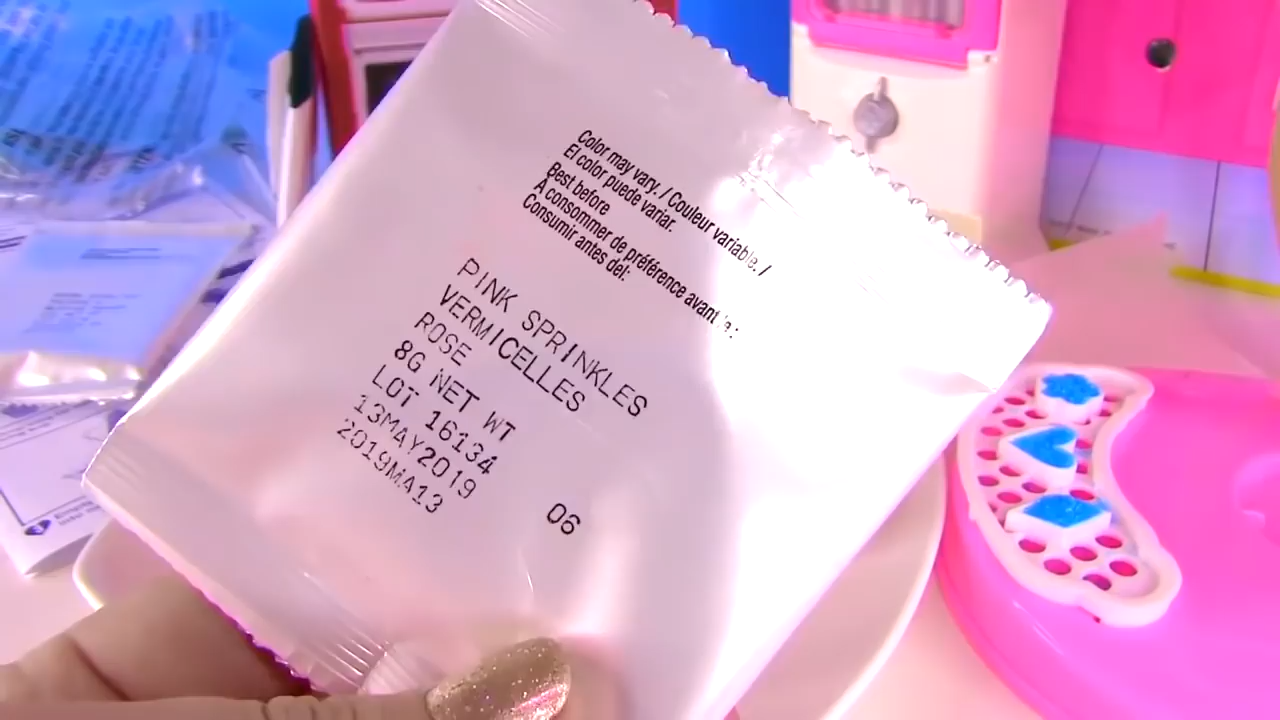 Color may vary. / Couleur variable. /
El color puede variar.
Best before
À consommer de préférence avant le :
Consumir antes del:
PINK SPRINKLES
VERMICELLES
ROSE
8G NET WT
LOT 16134
13MAY2019
2019MA13 06